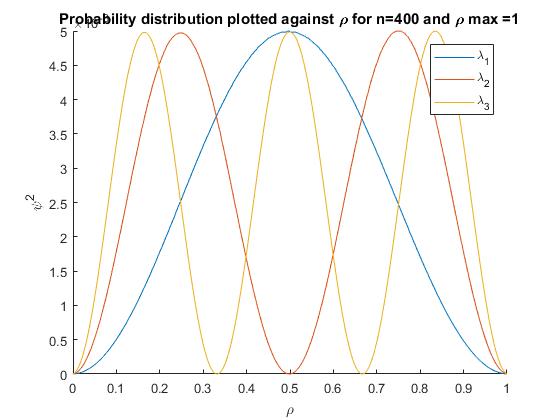 Probability distribution plotted against ρ for n=400 and ρ max =1
5
4.5
4
3.5
3
2.5
2
1.5
1
0.5
0
ψ²
λ₁
λ₂
λ₃
0 0.1 0.2 0.3 0.4 0.5 0.6 0.7 0.8 0.9 1
ρ